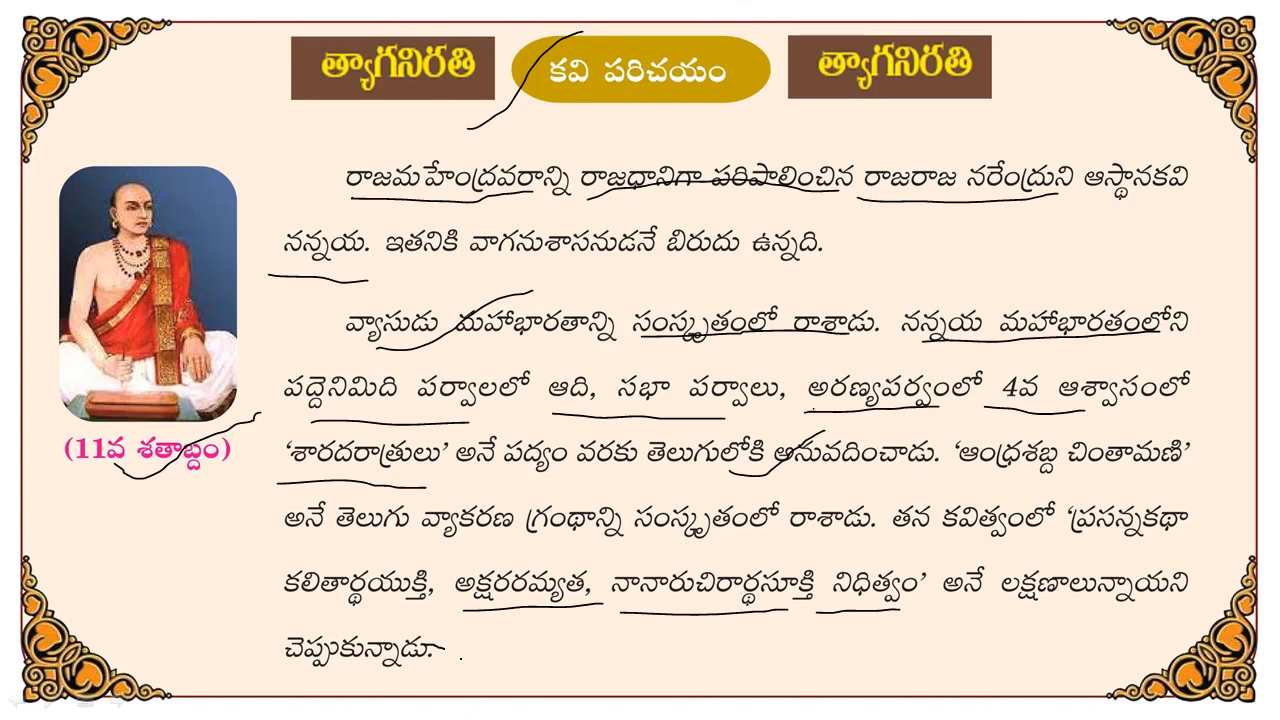 త్యాగనిరతి కవి పరిచయం త్యాగనిరతి
రాజమహేంద్రవరాన్ని రాజధానిగా పరిపాలించిన రాజరాజ నరేంద్రుని ఆస్థానకవి
నన్నయ. ఇతనికి వాగనుశాసనుడనే బిరుదు ఉన్నది.
వ్యాసుడు మహాభారతాన్ని సంస్కృతంలో రాశాడు. నన్నయ మహాభారతంలోని
పద్దెనిమిది పర్వాలలో ఆది, సభా పర్వాలు, అరణ్యపర్వంలో 4వ ఆశ్వాసంలో
‘శారదరాత్రులు’ అనే పద్యం వరకు తెలుగులోకి అనువదించాడు. ‘ఆంధ్రశబ్ద చింతామణి’
అనే తెలుగు వ్యాకరణ గ్రంథాన్ని సంస్కృతంలో రాశాడు. తన కవిత్వంలో ‘ప్రసన్నకథా
కలితార్థయుక్తి, అక్షరరమ్యత, నానారుచిరార్థసూక్తి నిధిత్వం’ అనే లక్షణాలున్నాయని
చెప్పుకున్నాడు.
(11వ శతాబ్దం)